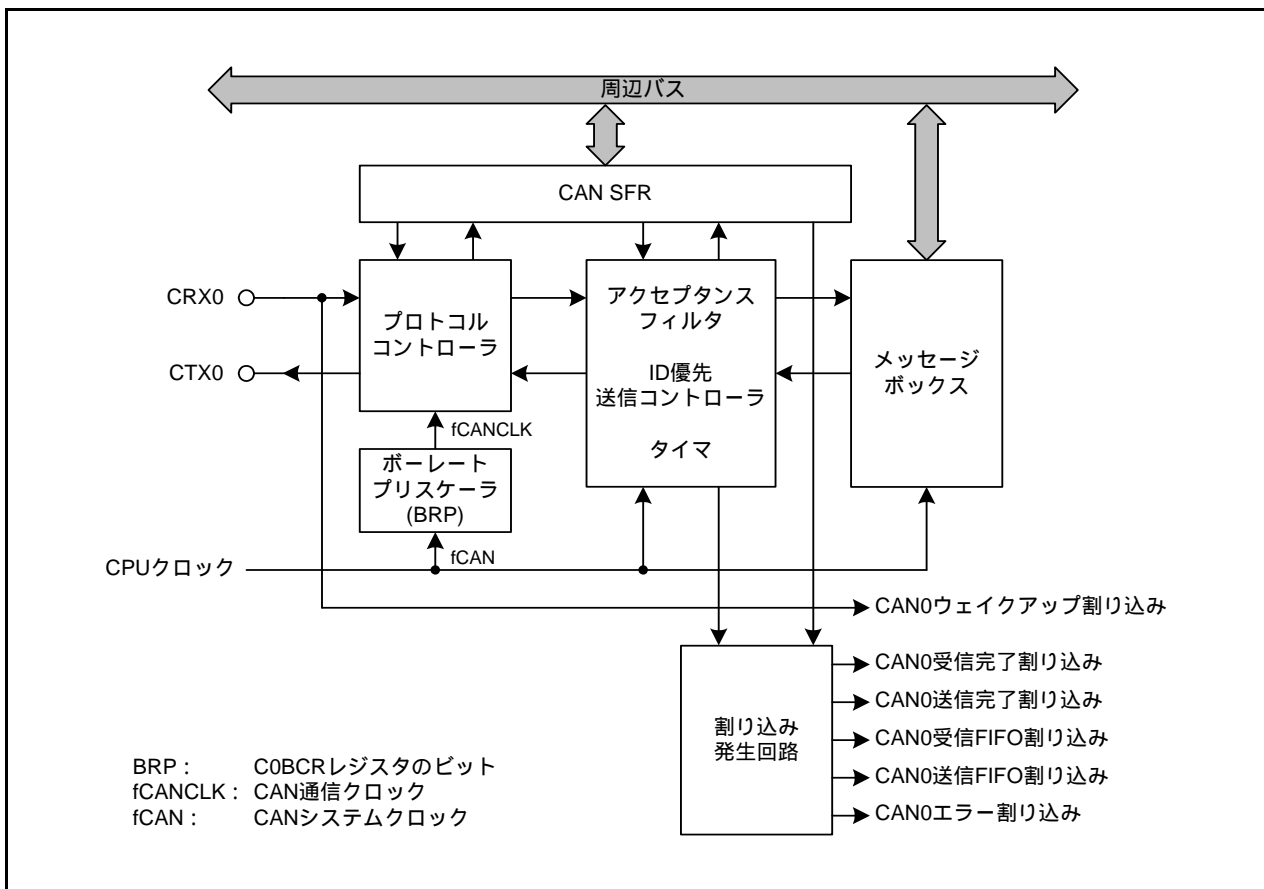 周辺バス
CAN SFR
CRX0
CTX0
プロトコル
コントローラ
アクセプタンス
フィルタ
ID優先
送信コントローラ
タイマ
メッセージ
ボックス
fCANCLK
ボーレート
プリスケーラ
(BRP)
CPUクロック
fCAN
CAN0ウェイクアップ割り込み
割り込み
発生回路
CAN0受信完了割り込み
CAN0送信完了割り込み
CAN0受信FIFO割り込み
CAN0送信FIFO割り込み
CAN0エラー割り込み
BRP : C0BCRレジスタのビット
fCANCLK : CAN通信クロック
fCAN : CANシステムクロック